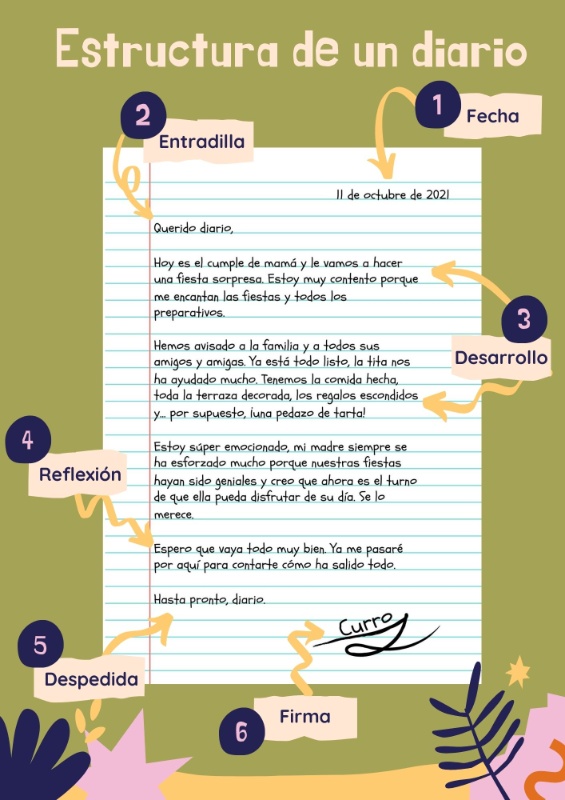 Estructura de un diario
1
Fecha
2
Entradilla
11 de octubre de 2021
Querido diario,
Hoy es el cumple de mamá y le vamos a hacer
una fiesta sorpresa. Estoy muy contento porque
me encantan las fiestas y todos los
preparativos.
3
Desarrollo
Hemos avisado a la familia y a todos sus
amigos y amigas. Ya está todo listo, la tita nos
ha ayudado mucho. Tenemos la comida hecha,
toda la terraza decorada, los regalos escondidos
y... por supuesto, ¡una pedazo de tarta!
4
Reflexión
Estoy súper emocionado, mi madre siempre se
ha esforzado mucho porque nuestras fiestas
hayan sido geniales y creo que ahora es el turno
de que ella pueda disfrutar de su día. Se lo
merece.
Espero que vaya todo muy bien. Ya me pasaré
por aquí para contarte cómo ha salido todo.
Hasta pronto, diario.
Curro
5
Despedida
6
Firma